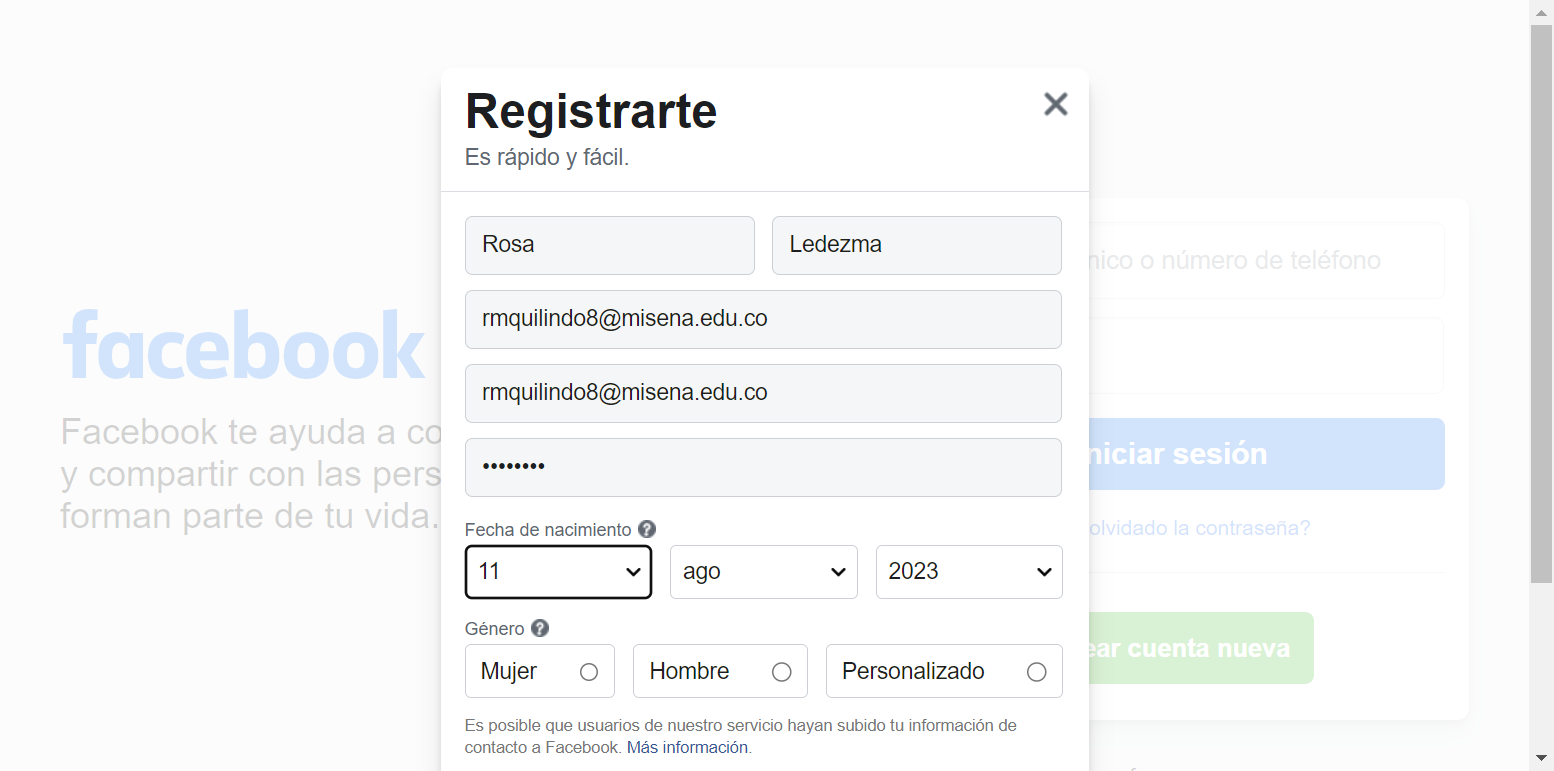 Registrarte
Es rápido y fácil.
Rosa
Ledezma
rmquilindo8@misena.edu.co
rmquilindo8@misena.edu.co
••••••••
Fecha de nacimiento ?
11
ago
2023
Género ?
Mujer
Hombre
Personalizado
Es posible que usuarios de nuestro servicio hayan subido tu información de
contacto a Facebook. Más información.
facebook
Facebook te ayuda a co
y compartir con las pers
forman parte de tu vida.
nico o número de teléfono
niciar sesión
olvidado la contraseña?
ear cuenta nueva